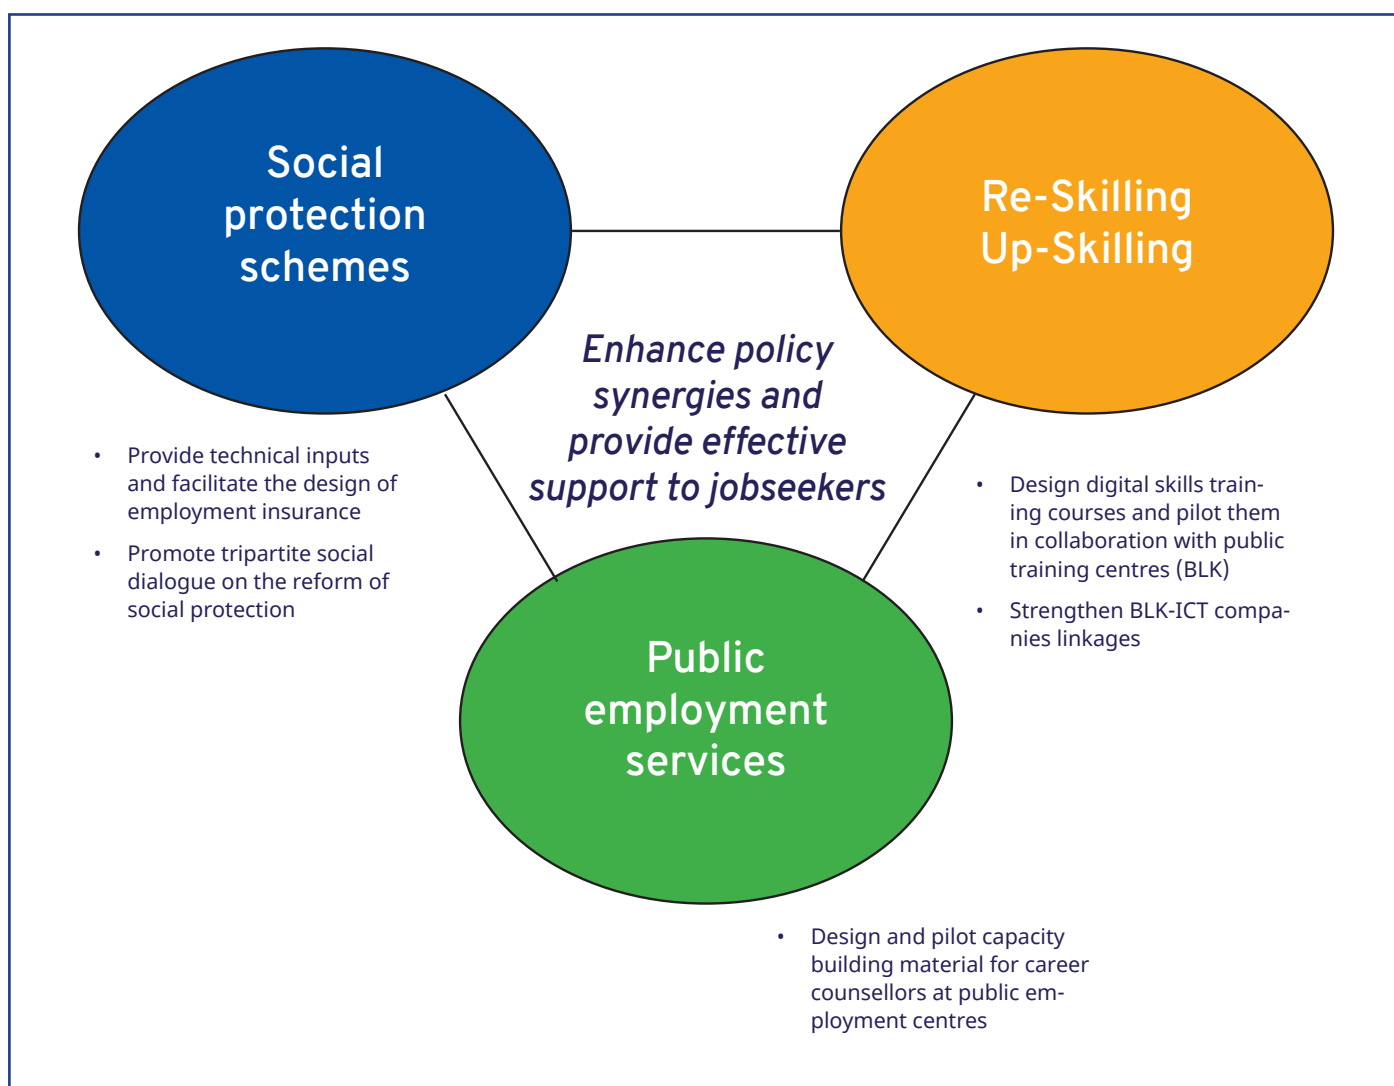 Social
protection
schemes
Re-Skilling
Up-Skilling
Enhance policy
synergies and
provide effective
support to jobseekers
• Provide technical inputs
and facilitate the design of
employment insurance
• Promote tripartite social
dialogue on the reform of
social protection
• Design digital skills train-
ing courses and pilot them
in collaboration with public
training centres (BLK)
• Strengthen BLK-ICT compa-
nies linkages
Public
employment
services
• Design and pilot capacity
building material for career
counsellors at public em-
ployment centres